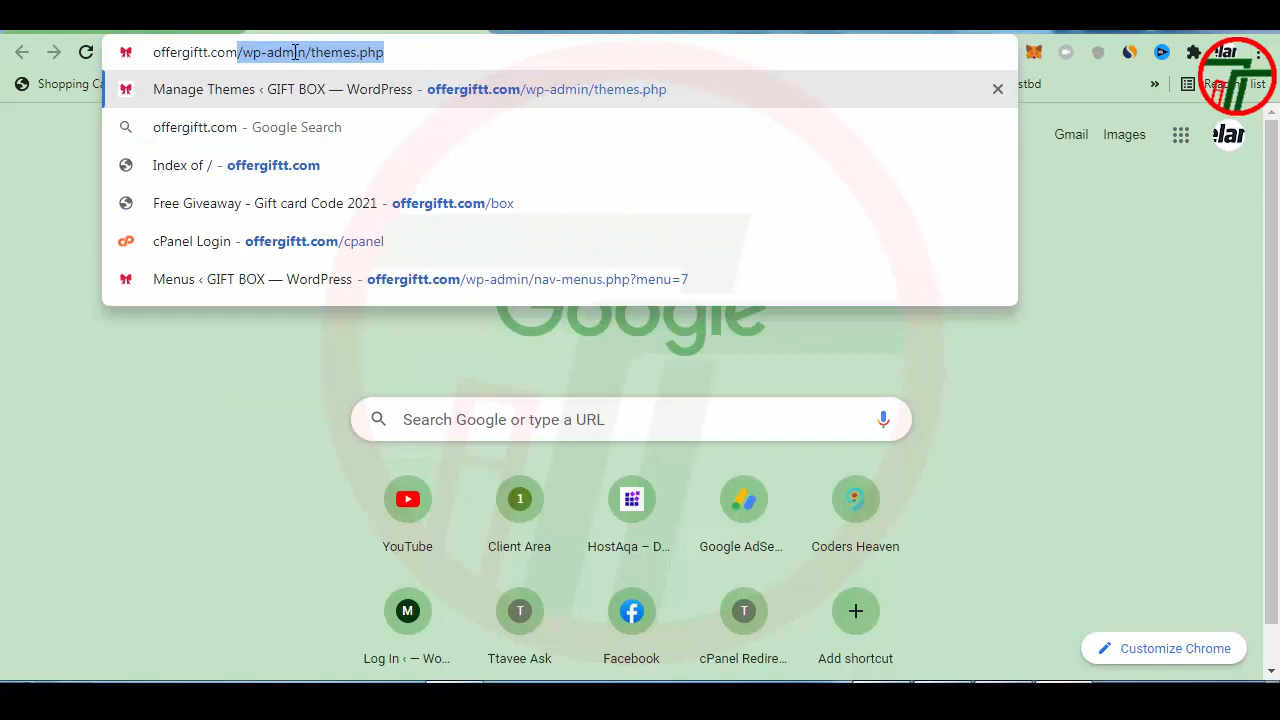 offergiftt.com/wp-admin/themes.php
Shopping Ca
Manage Themes ‹ GIFT BOX — WordPress - offergiftt.com/wp-admin/themes.php
offergiftt.com - Google Search
Index of / - offergiftt.com
Free Giveaway - Gift card Code 2021 - offergiftt.com/box
cPanel Login - offergiftt.com/cpanel
Menus ‹ GIFT BOX — WordPress - offergiftt.com/wp-admin/nav-menus.php?menu=7
stbd
»
list
Gmail Images
elar
Google
Search Google or type a URL
YouTube
1
Client Area
HostAqa – D...
Google AdSe...
Coders Heaven
M
Log In ‹ — Wo...
T
Ttavee Ask
Facebook
T
cPanel Redire...
Add shortcut
Customize Chrome